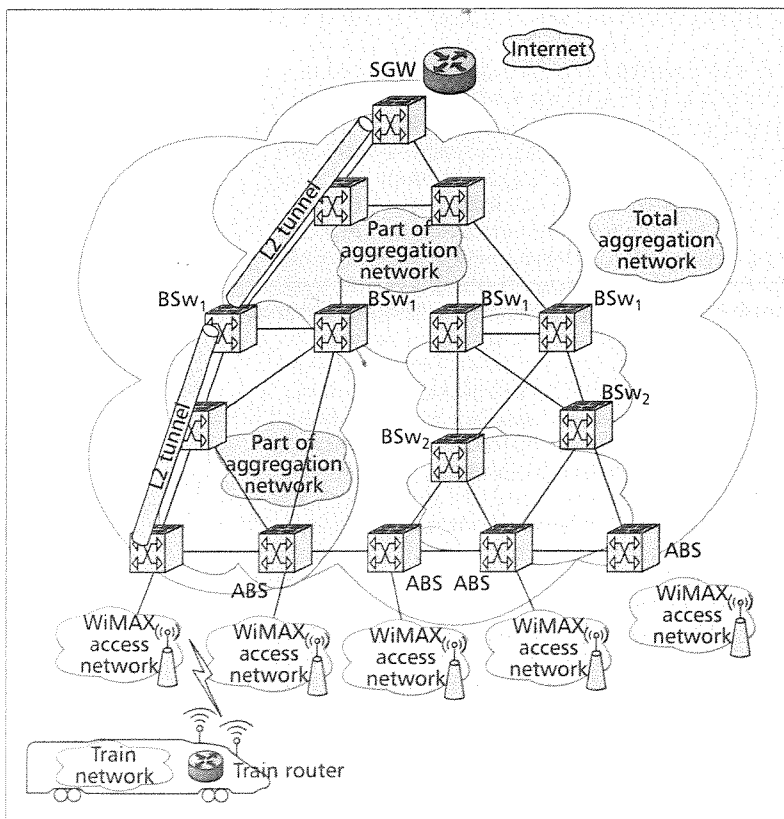 Internet
SGW
L2 tunnel
Part of
aggregation
network
Total
aggregation
network
BSw1
BSw1
BSw1
BSw1
L2 tunnel
BSw2
BSw2
Part of
aggregation
network
ABS
ABS
ABS
ABS
WiMAX
access
network
WiMAX
access
network
WiMAX
access
network
WiMAX
access
network
WiMAX
access
network
Train
network
Train router